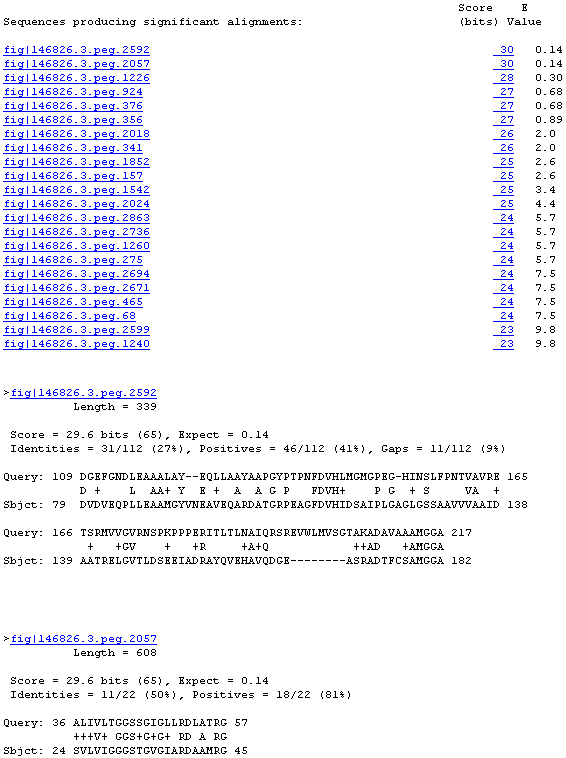 Score    E
Sequences producing significant alignments:                      (bits) Value
fig|146826.3.peg.2592                                                  30   0.14
fig|146826.3.peg.2057                                                  30   0.14
fig|146826.3.peg.1226                                                  28   0.30
fig|146826.3.peg.924                                                   27   0.68
fig|146826.3.peg.376                                                   27   0.68
fig|146826.3.peg.356                                                   27   0.89
fig|146826.3.peg.2018                                                  26   2.0
fig|146826.3.peg.341                                                   26   2.0
fig|146826.3.peg.1852                                                  25   2.6
fig|146826.3.peg.157                                                   25   2.6
fig|146826.3.peg.1542                                                  25   3.4
fig|146826.3.peg.2024                                                  25   4.4
fig|146826.3.peg.2863                                                  24   5.7
fig|146826.3.peg.2736                                                  24   5.7
fig|146826.3.peg.1260                                                  24   5.7
fig|146826.3.peg.275                                                   24   5.7
fig|146826.3.peg.2694                                                  24   7.5
fig|146826.3.peg.2671                                                  24   7.5
fig|146826.3.peg.465                                                   24   7.5
fig|146826.3.peg.68                                                    24   7.5
fig|146826.3.peg.2599                                                  23   9.8
fig|146826.3.peg.1240                                                  23   9.8
>fig|146826.3.peg.2592
          Length = 339
 Score = 29.6 bits (65), Expect = 0.14
 Identities = 31/112 (27%), Positives = 46/112 (41%), Gaps = 11/112 (9%)
Query: 109 DGEFGNDLEAAALAY--EQLLAAYAAPGYPTPNFDVHLMGMGPEG-HINSLFPNTVAVRE 165
           D +    L  AA+ Y  E +  A  A  G P   FDVH+    P G  + S     VA  +
Sbjct: 79  DVDVEQPLLEAAMGYVNEAVEQARDATGRPEAGFDVHIDSAIPLGAGLGSSAAVVVAAID 138
Query: 166 TSRMVVGVRNSPKPPPERITLTLNAIQRSREVWLMVSGTAKADAVAAAMGGA 217
            +   +GV    +   +R     +A+Q             ++AD   +AMGGA
Sbjct: 139 AATRELGVTLDSEEIADRAYQVEHAVQDGE--------ASRADTFCSAMGGA 182
>fig|146826.3.peg.2057
          Length = 608
 Score = 29.6 bits (65), Expect = 0.14
 Identities = 11/22 (50%), Positives = 18/22 (81%)
Query: 36 ALIVLTGGSSGIGLLRDLATRG 57
          +++V+ GGS+G+G+ RD A RG
Sbjct: 24 SVLVIGGGSTGVGIARDAAMRG 45